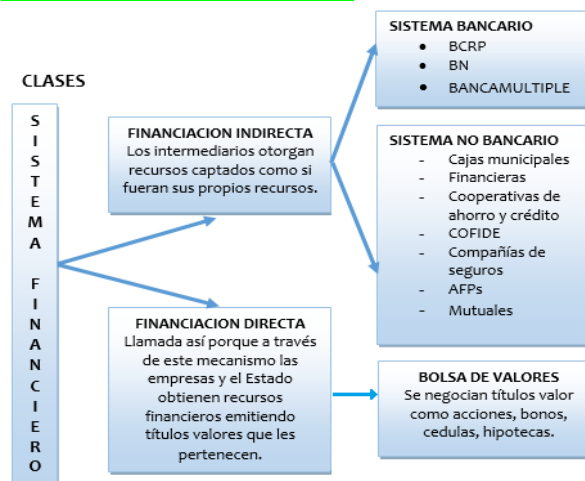 CLASES
SISTEMA FINANCIERO
FINANCIACION INDIRECTA
Los intermediarios otorgan
recursos captados como si
fueran sus propios recursos.
SISTEMA BANCARIO
● BCRP
● BN
● BANCAMULTIPLE
SISTEMA NO BANCARIO
- Cajas municipales
- Financieras
- Cooperativas de
ahorro y crédito
- COFIDE
- Compañías de
seguros
- AFPs
- Mutuales
FINANCIACION DIRECTA
Llamada así porque a través
de este mecanismo las
empresas y el Estado
obtienen recursos
financieros emitiendo
títulos valores que les
pertenecen.
BOLSA DE VALORES
Se negocian títulos valor
como acciones, bonos,
cedulas, hipotecas.